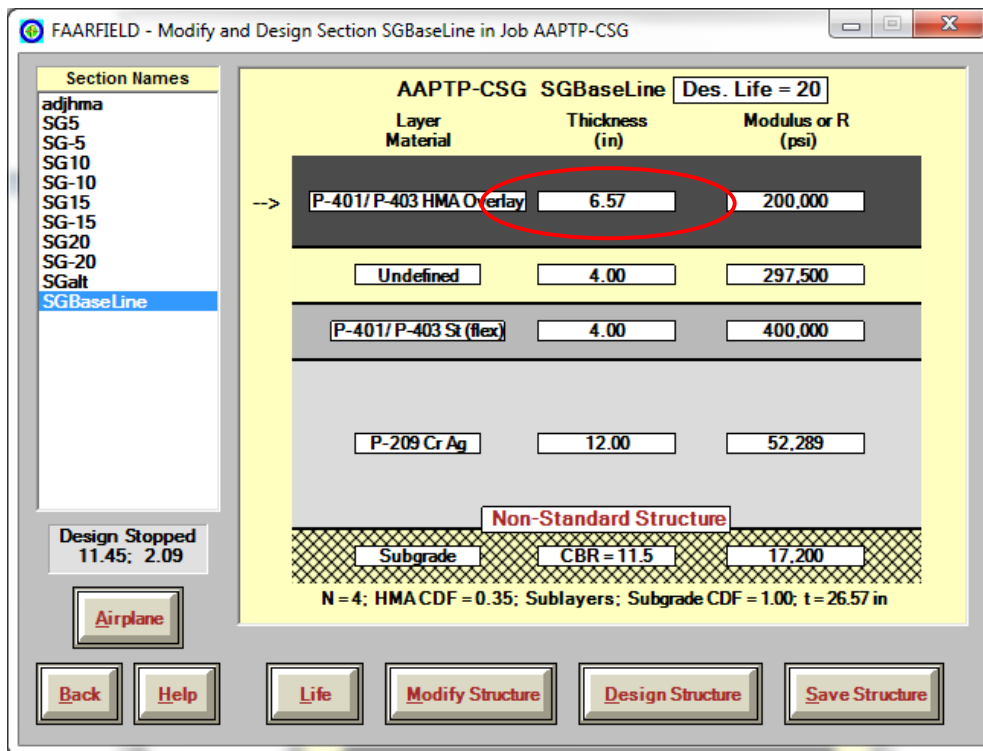 FAARFIELD - Modify and Design Section SGBaseLine in Job AAPTP-CSG
Section Names
adjhma
SG5
SG-5
SG10
SG-10
SG15
SG-15
SG20
SG-20
SGalt
SGBaseLine
Design Stopped
11.45; 2.09
Airplane
Back
Help
AAPTP-CSG SGBaseLine Des. Life = 20
Layer Material
Thickness (in)
Modulus or R (psi)
--> P-401/ P-403 HMA Overlay 6.57 200,000
Undefined 4.00 297,500
P-401/ P-403 St (flex) 4.00 400,000
P-209 Cr Ag 12.00 52,289
Non-Standard Structure
Subgrade CBR = 11.5 17,200
N = 4; HMA CDF = 0.35; Sublayers; Subgrade CDF = 1.00; t = 26.57 in
Life
Modify Structure
Design Structure
Save Structure